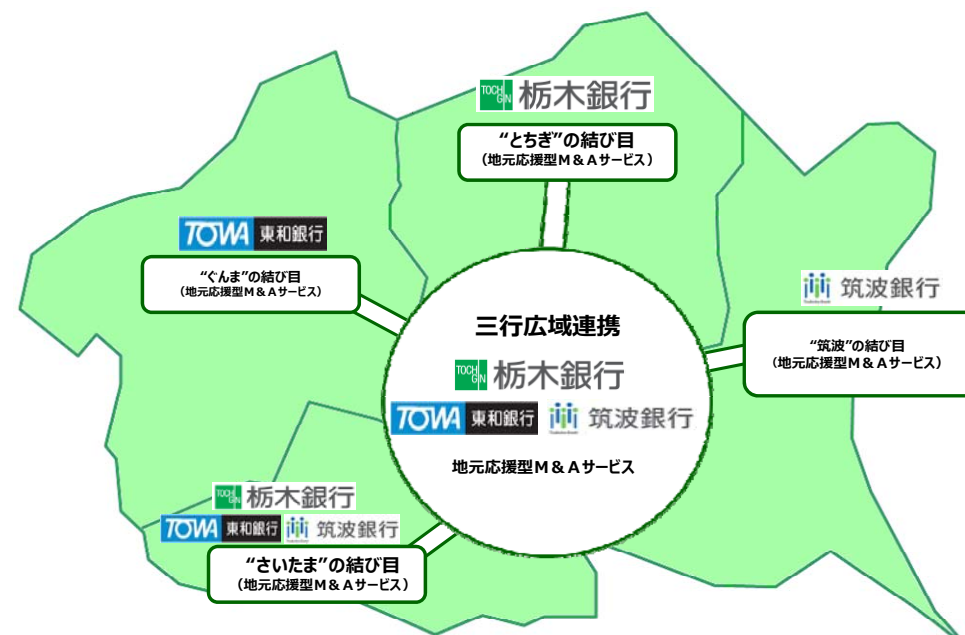 TOCHIGIN 栃木銀行
“とちぎ”の結び目
(地元応援型M&Aサービス)
TOWA 東和銀行
“ぐんま”の結び目
(地元応援型M&Aサービス)
筑波銀行
“筑波”の結び目
(地元応援型M&Aサービス)
三行広域連携
TOCHIGIN 栃木銀行
TOWA 東和銀行 筑波銀行
地元応援型M&Aサービス
TOCHIGIN 栃木銀行
TOWA 東和銀行 筑波銀行
“さいたま”の結び目
(地元応援型M&Aサービス)